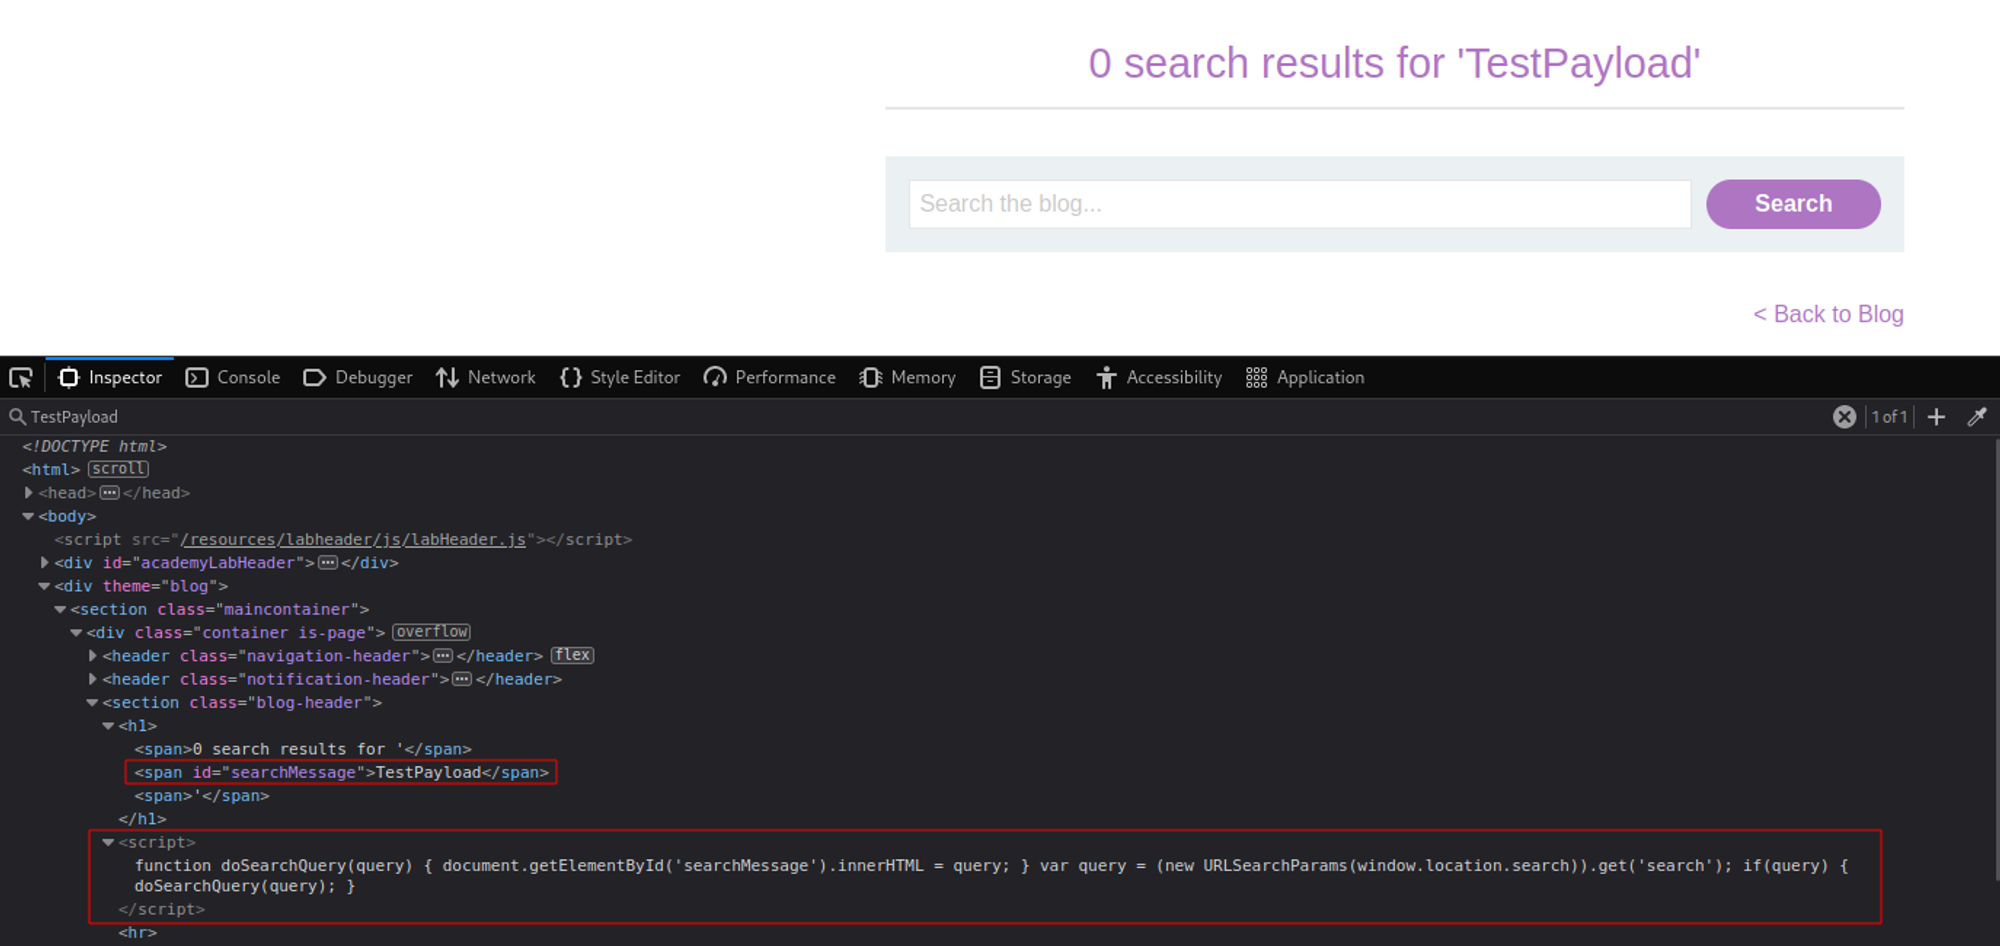 0 search results for 'TestPayload'
Search the blog...
Search
< Back to Blog
Inspector Console Debugger Network Style Editor Performance Memory Storage Accessibility Application
TestPayload 1 of 1
<!DOCTYPE html>
<html> scroll
<head> ... </head>
<body>
<script src="/resources/labheader/js/labHeader.js"></script>
<div id="academyLabHeader"> ... </div>
<div theme="blog">
<section class="maincontainer">
<div class="container is-page"> overflow
<header class="navigation-header"> ... </header> flex
<header class="notification-header"> ... </header>
<section class="blog-header">
<h1>
<span>0 search results for '</span>
<span id="searchMessage">TestPayload</span>
<span>'</span>
</h1>
<script>
function doSearchQuery(query) { document.getElementById('searchMessage').innerHTML = query; } var query = (new URLSearchParams(window.location.search)).get('search'); if(query) {
doSearchQuery(query); }
</script>
<hr>